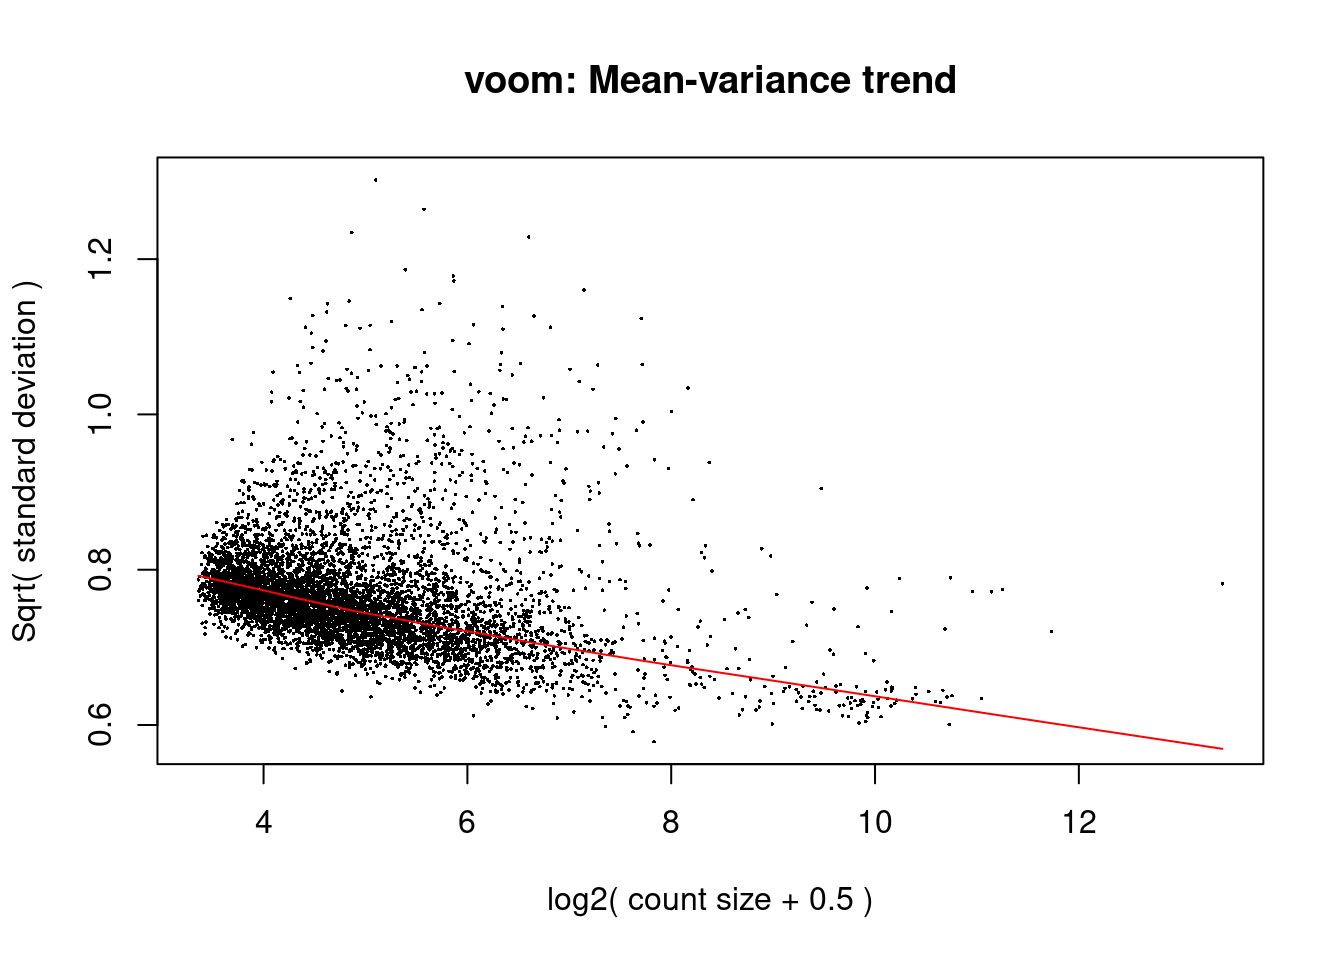 voom: Mean-variance trend
Sqrt( standard deviation )
1.2
1.0
0.8
0.6
4 6 8 10 12
log2( count size + 0.5 )